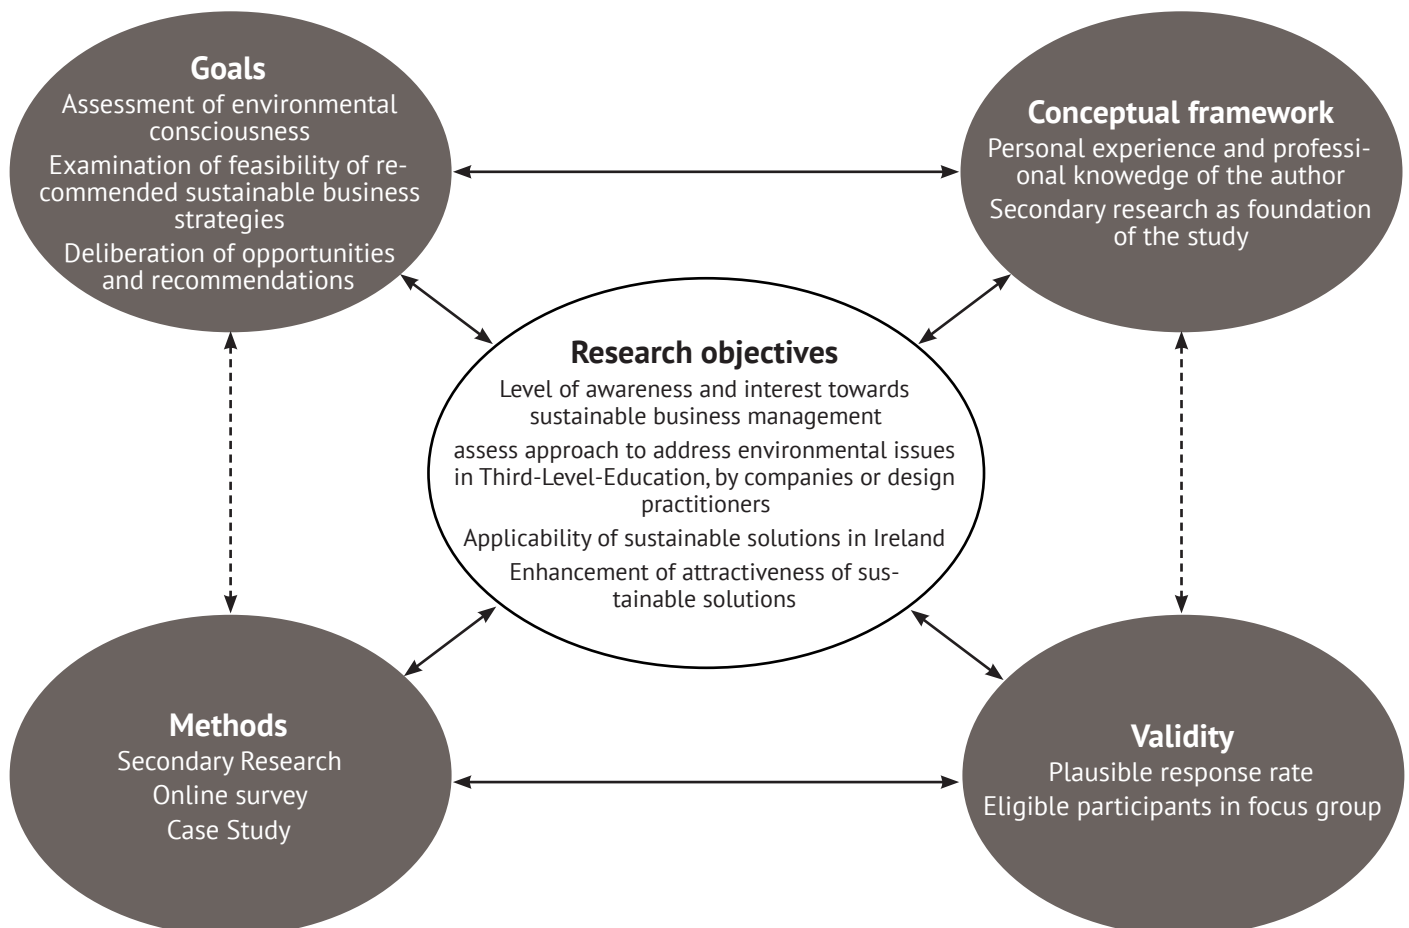 Goals
Assessment of environmental
consciousness
Examination of feasibility of re-
commended sustainable business
strategies
Deliberation of opportunities
and recommendations
Conceptual framework
Personal experience and professi-
onal knowedge of the author
Secondary research as foundation
of the study
Research objectives
Level of awareness and interest towards
sustainable business management
assess approach to address environmental issues
in Third-Level-Education, by companies or design
practitioners
Applicability of sustainable solutions in Ireland
Enhancement of attractiveness of sus-
tainable solutions
Methods
Secondary Research
Online survey
Case Study
Validity
Plausible response rate
Eligible participants in focus group